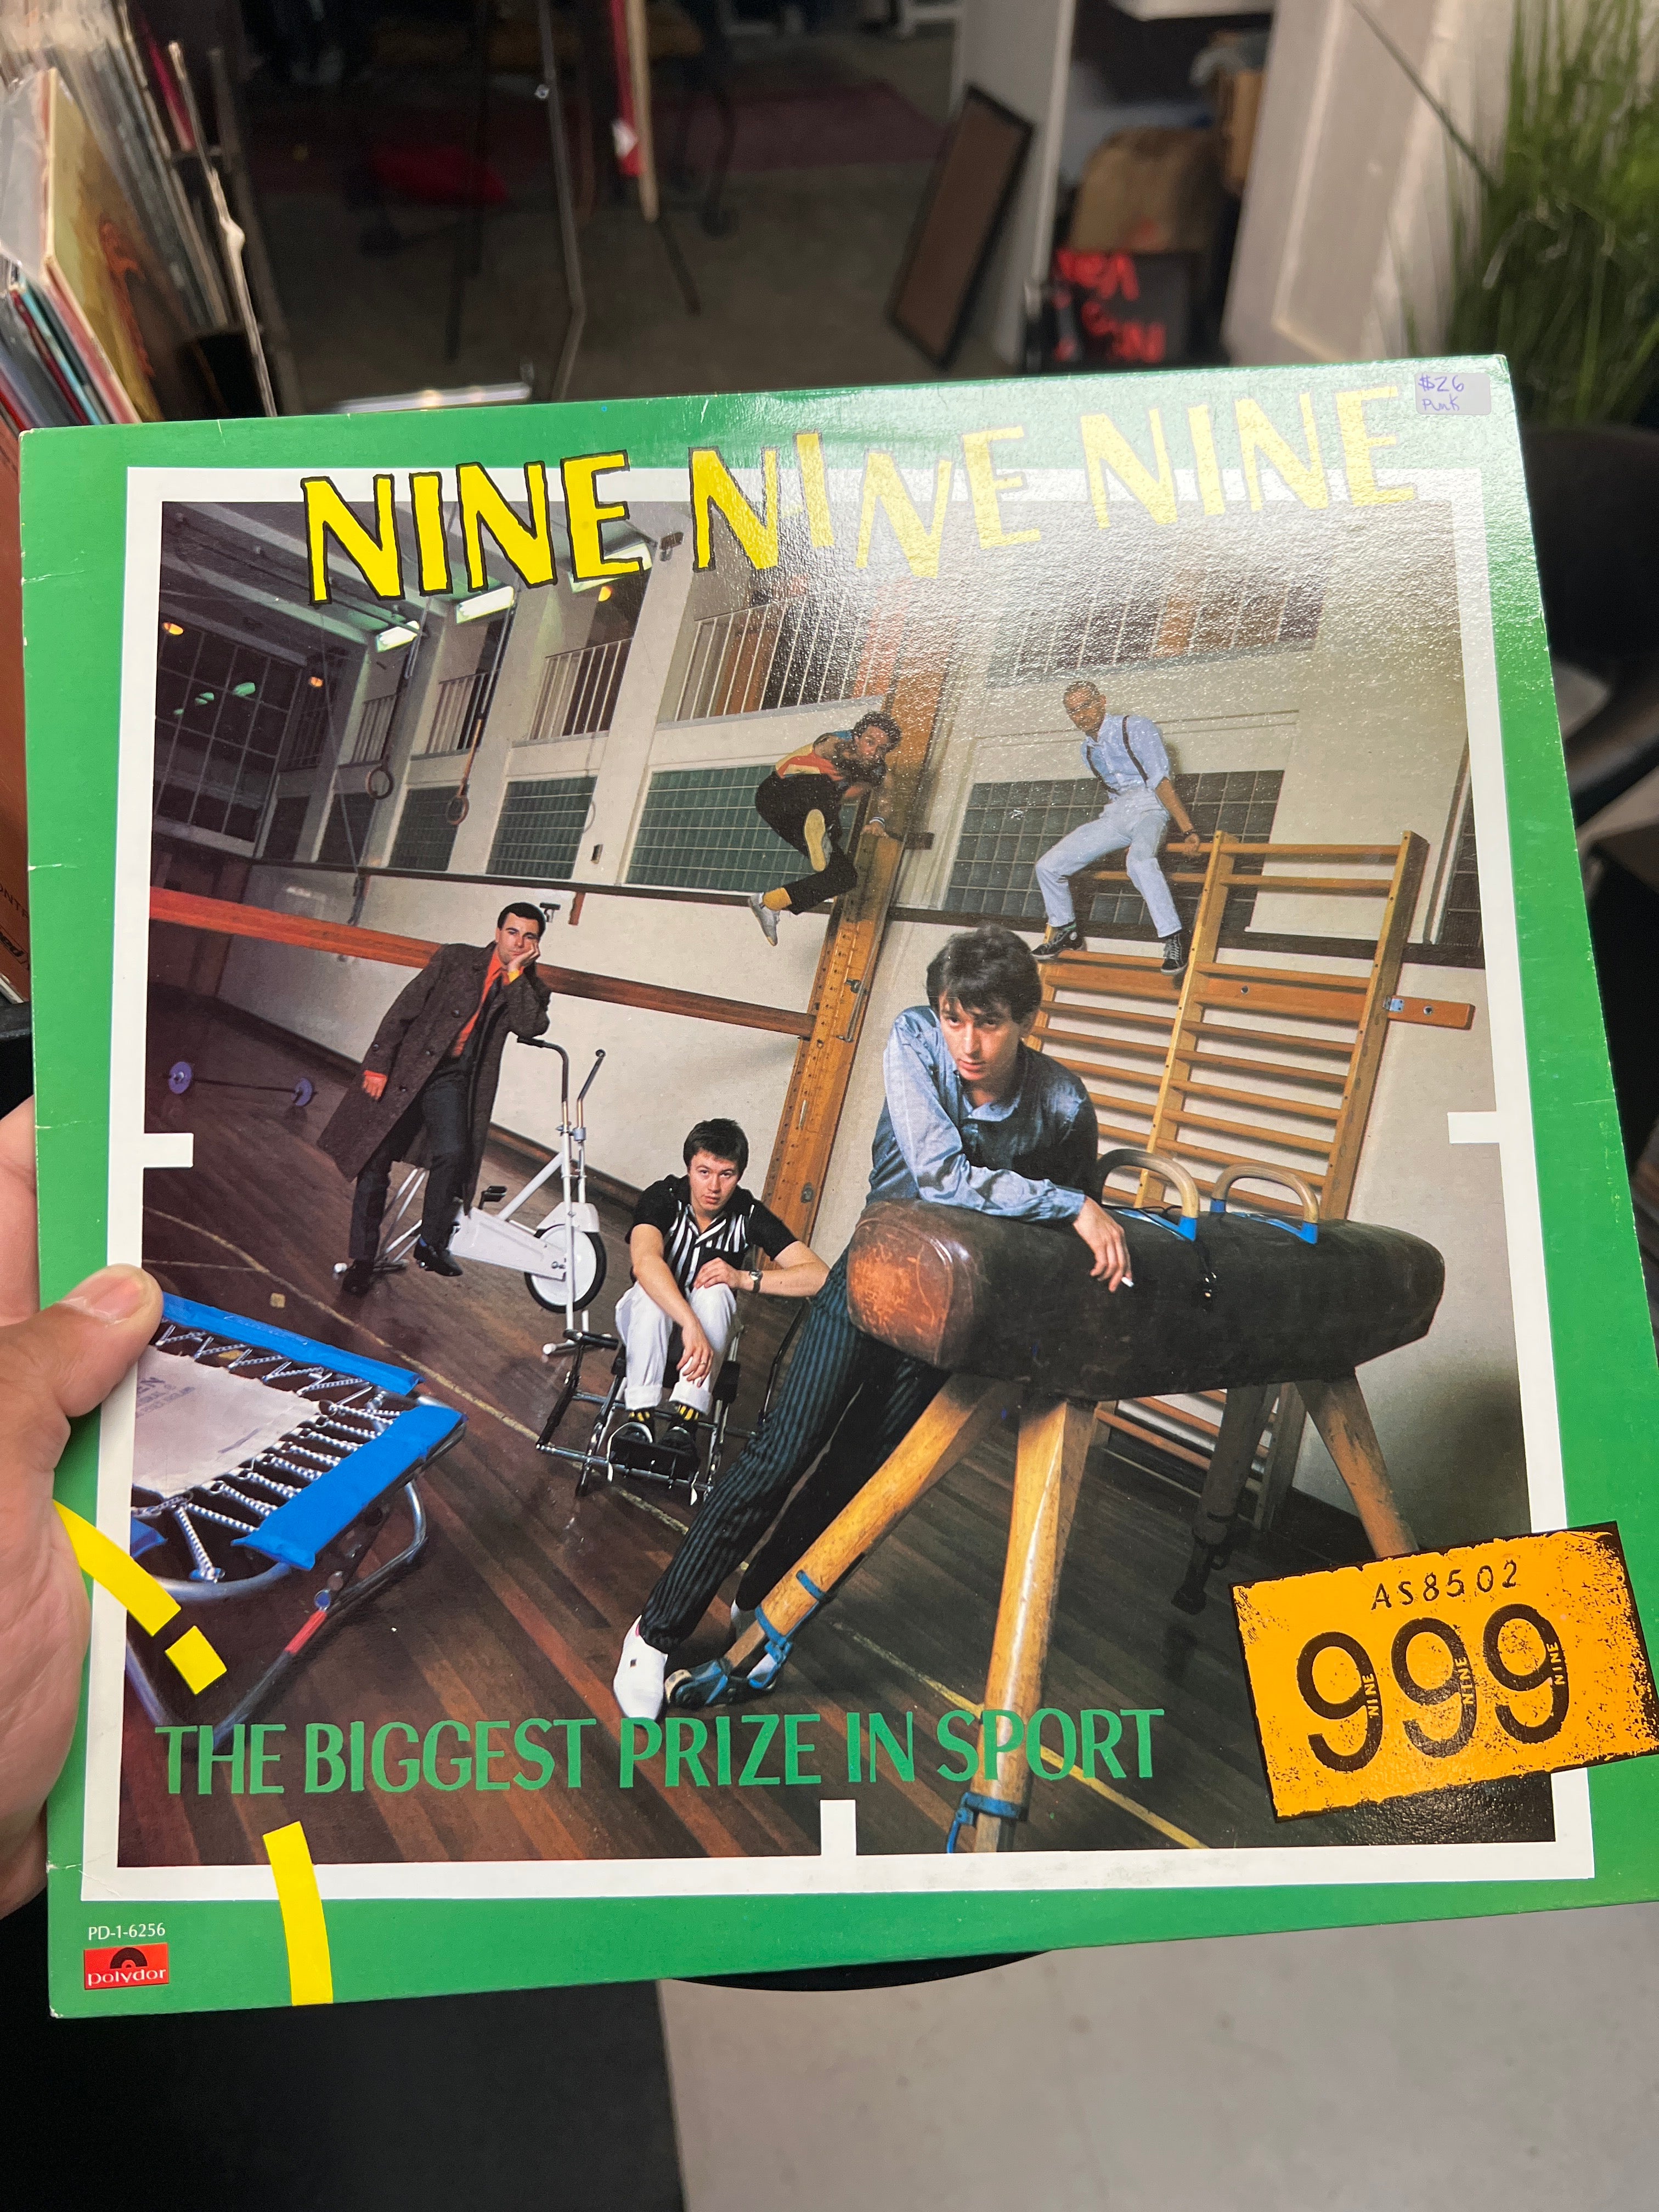 $26
Punk
NINE NINE NINE
THE BIGGEST PRIZE IN SPORT
AS8502
999
NINE NINE NINE
PD-1-6256
polydor